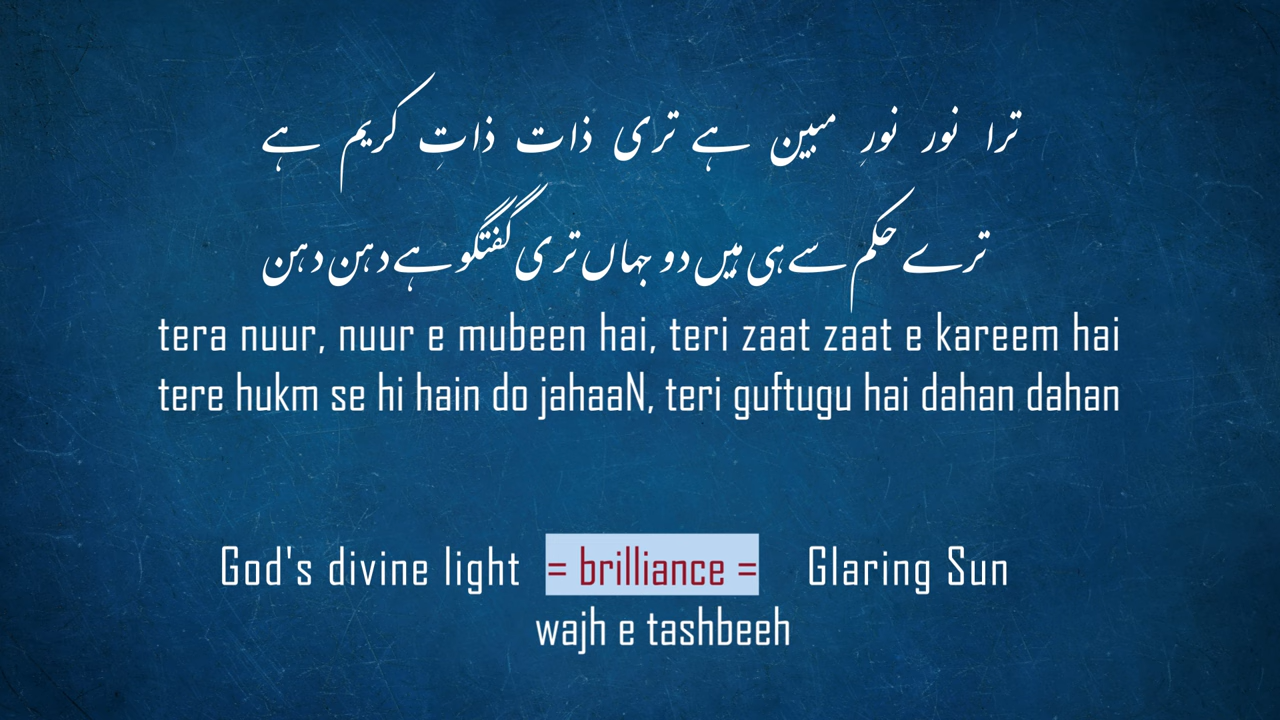 ترا نور نورِ مبین ہے تری ذات ذاتِ کریم ہے
ترے حکم سے ہی ہیں دو جہاں تری گفتگو ہے دہن دہن
tera nuur, nuur e mubeen hai, teri zaat zaat e kareem hai
tere hukm se hi hain do jahaaN, teri guftugu hai dahan dahan
God's divine light = brilliance = Glaring Sun
wajh e tashbeeh